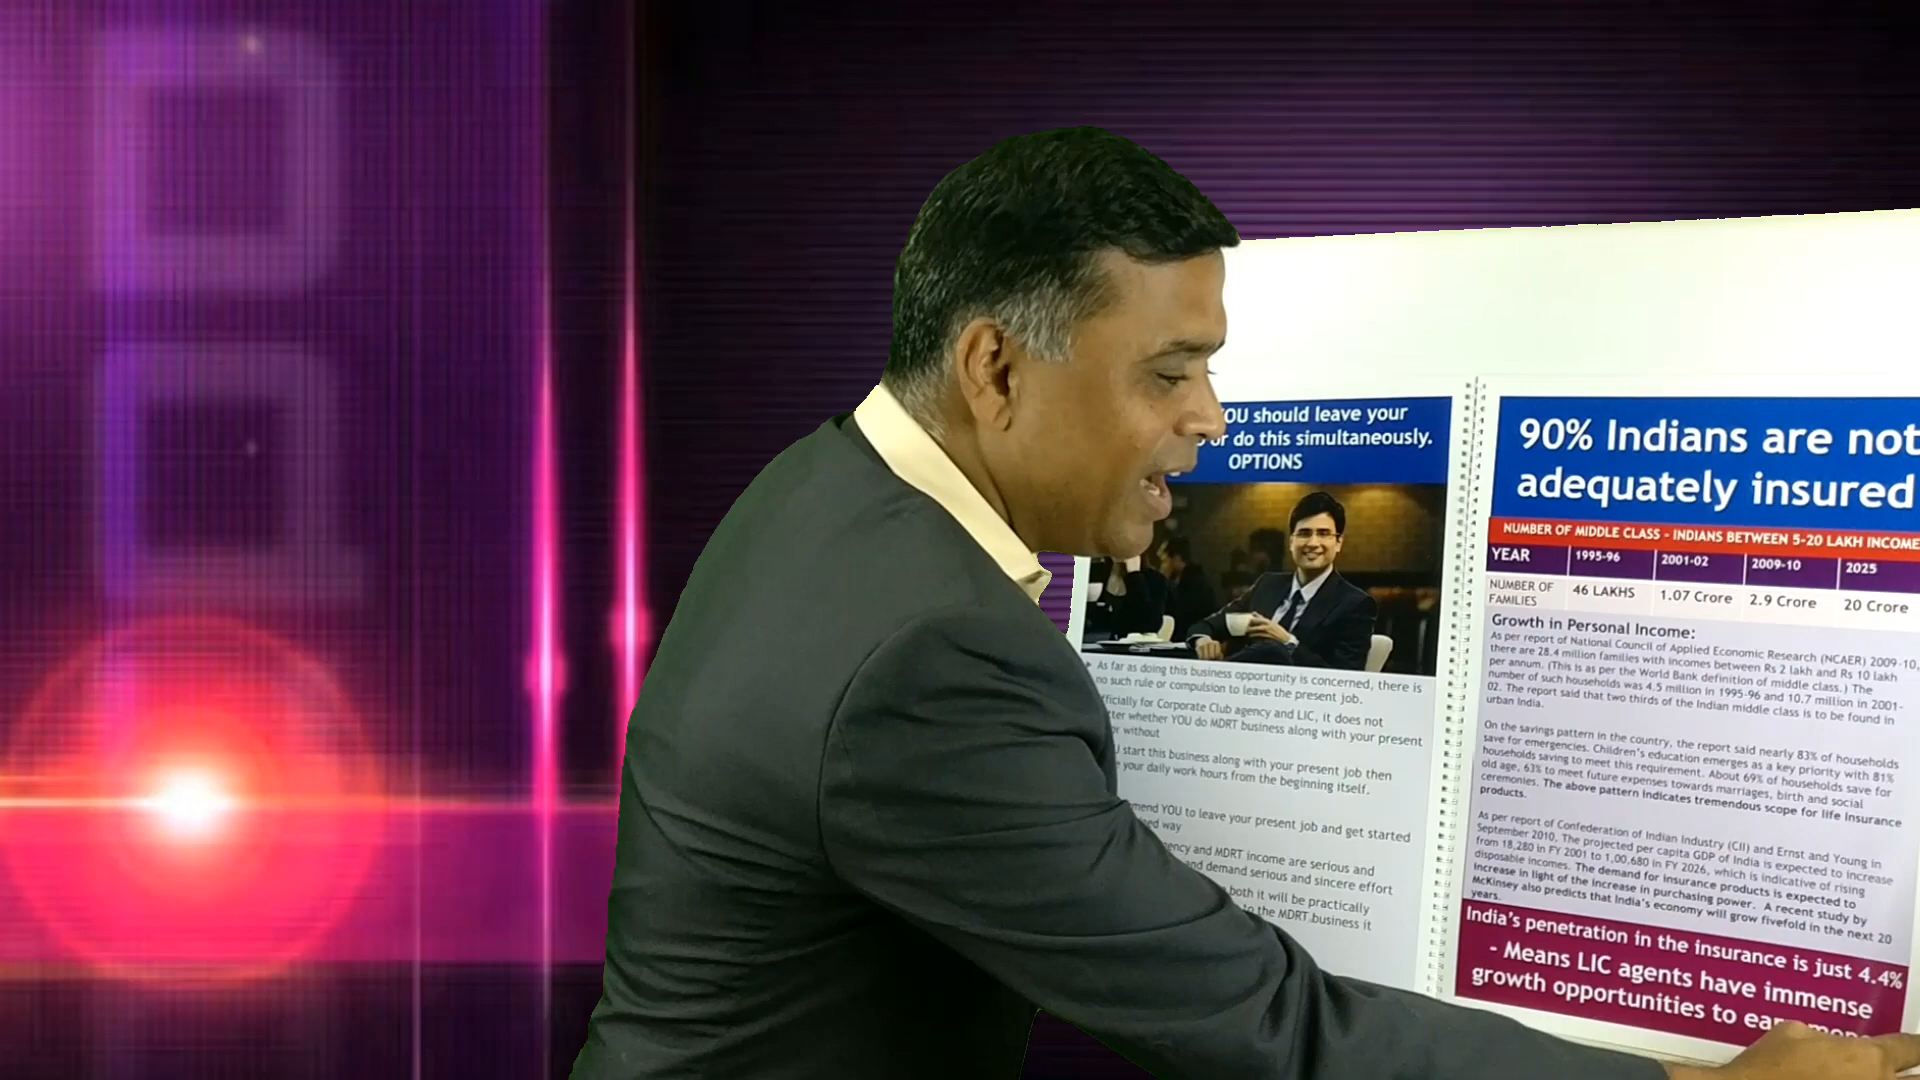 OU should leave your
or do this simultaneously.
OPTIONS
As far as doing this business opportunity is concerned, there is
no such rule or compulsion to leave the present job.
ficially for Corporate Club agency and LIC, it does not
tter whether YOU do MDRT business along with your present
or without
U start this business along with your present job then
your daily work hours from the beginning itself.
mend YOU to leave your present job and get started
way
ency and MDRT income are serious and
and demand serious and sincere effort
both it will be practically
to the MDRT business it
90% Indians are not
adequately insured
NUMBER OF MIDDLE CLASS - INDIANS BETWEEN 5-20 LAKH INCOME
YEAR 1995-96 2001-02 2009-10 2025
NUMBER OF
FAMILIES 46 LAKHS 1.07 Crore 2.9 Crore 20 Crore
Growth in Personal Income:
As per report of National Council of Applied Economic Research (NCAER) 2009-10,
there are 28.4 million families with incomes between Rs 2 lakh and Rs 10 lakh
per annum. (This is as per the World Bank definition of middle class.) The
number of such households was 4.5 million in 1995-96 and 10.7 million in 2001-
02. The report said that two thirds of the Indian middle class is to be found in
urban India.
On the savings pattern in the country, the report said nearly 83% of households
save for emergencies. Children's education emerges as a key priority with 81%
households saving to meet this requirement. About 69% of households save for
old age, 63% to meet future expenses towards marriages, birth and social
ceremonies. The above pattern indicates tremendous scope for life insurance
products.
As per report of Confederation of Indian Industry (CII) and Ernst and Young in
September 2010, The projected per capita GDP of India is expected to increase
from 18,280 in FY 2001 to 1,00,680 in FY 2026, which is indicative of rising
disposable incomes. The demand for insurance products is expected to
increase in light of the increase in purchasing power. A recent study by
McKinsey also predicts that India's economy will grow fivefold in the next 20
years.
India's penetration in the insurance is just 4.4%
- Means LIC agents have immense
growth opportunities to